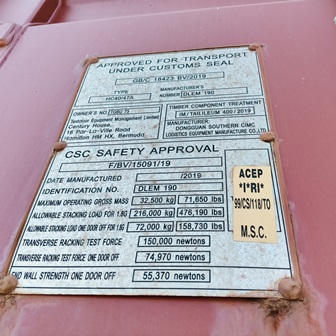 APPROVED FOR TRANSPORT
UNDER CUSTOMS SEAL
GB/C 18423 BV/2019
TYPE
HC40/47A
MANUFACTURER'S
NUMBER DLEM 190
OWNER'S NO
Textainer Equipment Management Limited
Century House,
16 Par-La-Ville Road
Hamilton HM HX, Bermuda.
TIMBER COMPONENT TREATMENT
IM/TAILILEUM 400/2019
MANUFACTURER:
DONGGUAN SOUTHERN CIMC
LOGISTICS EQUIPMENT MANUFACTURE CO.,LTD
CSC SAFETY APPROVAL
F/BV/15091/19
DATE MANUFACTURED /2019
IDENTIFICATION NO. DLEM 190
MAXIMUM OPERATING GROSS MASS 32,500 kg 71,650 lbs
ALLOWABLE STACKING LOAD FOR 1.8G 216,000 kg 476,190 lbs
ALLOWABLE STACKING LOAD ONE DOOR OFF FOR 1.8G 72,000 kg 158,730 lbs
TRANSVERSE RACKING TEST FORCE 150,000 newtons
TRANSVERSE RACKING TEST FORCE ONE DOOR OFF 74,970 newtons
END WALL STRENGTH ONE DOOR OFF 55,370 newtons
ACEP
*I*RI*
99/CS/118/TO
M.S.C.